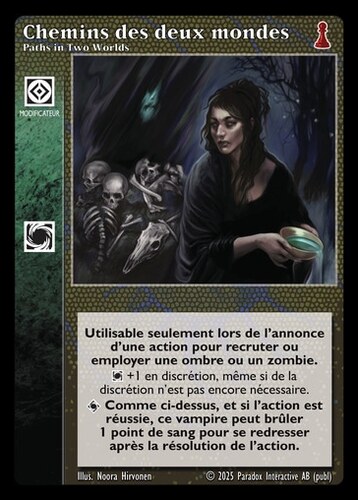 Chemins des deux mondes
Paths in Two Worlds
MODIFICATEUR
Utilisable seulement lors de l'annonce
d'une action pour recruter ou
employer une ombre ou un zombie.
+1 en discrétion, même si de la
discrétion n'est pas encore nécessaire.
Comme ci-dessus, et si l'action est
réussie, ce vampire peut brûler
1 point de sang pour se redresser
après la résolution de l'action.
Illus. Noora Hirvonen
© 2025 Paradox Interactive AB (publ)